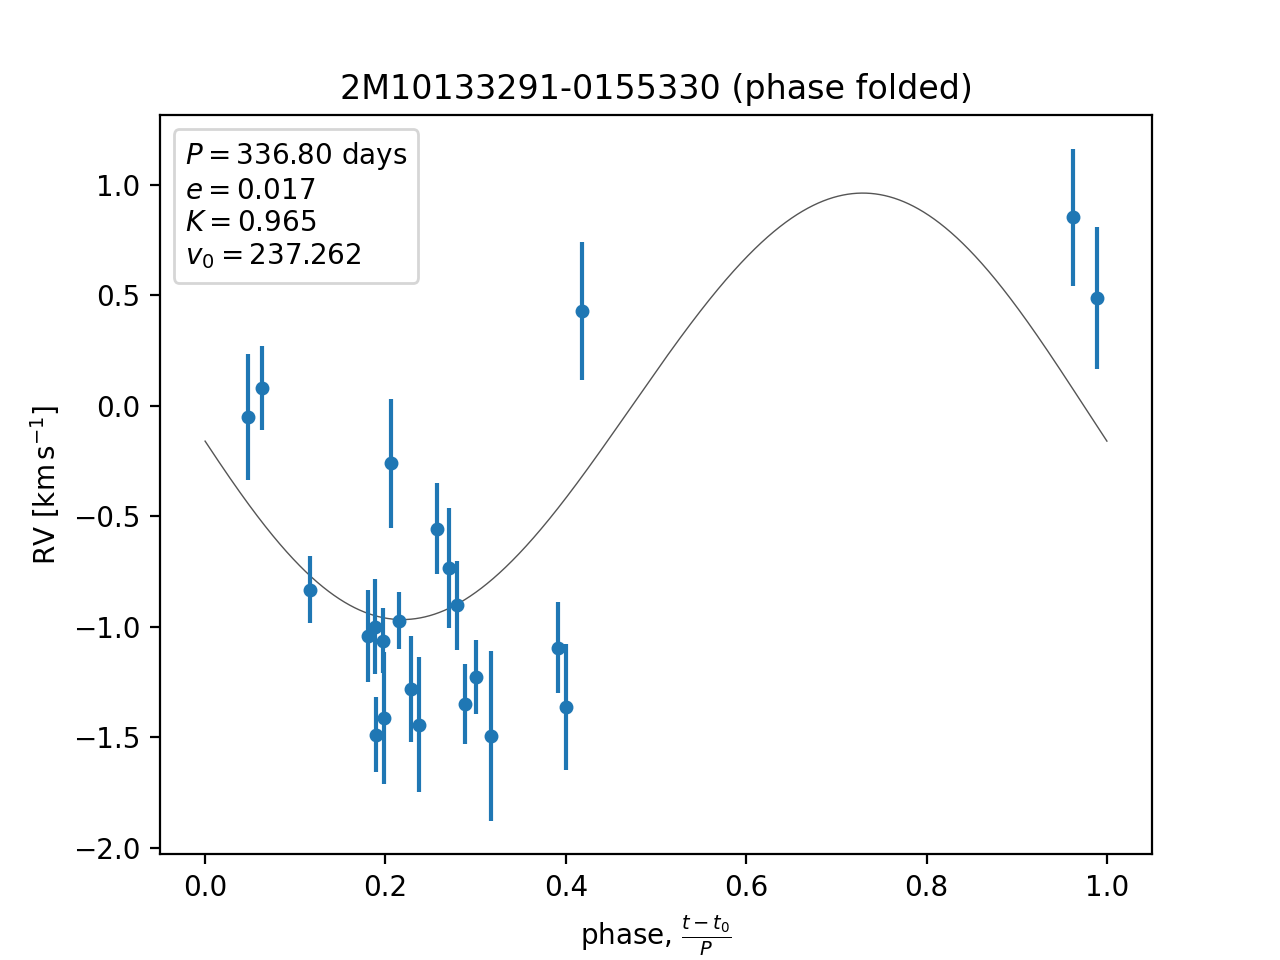 2M10133291-0155330 (phase folded)
P = 336.80 days
e = 0.017
K = 0.965
v₀ = 237.262
1.0
0.5
0.0
−0.5
−1.0
−1.5
−2.0
RV [km s⁻¹]
0.0 0.2 0.4 0.6 0.8 1.0
phase, (t − t₀)/P